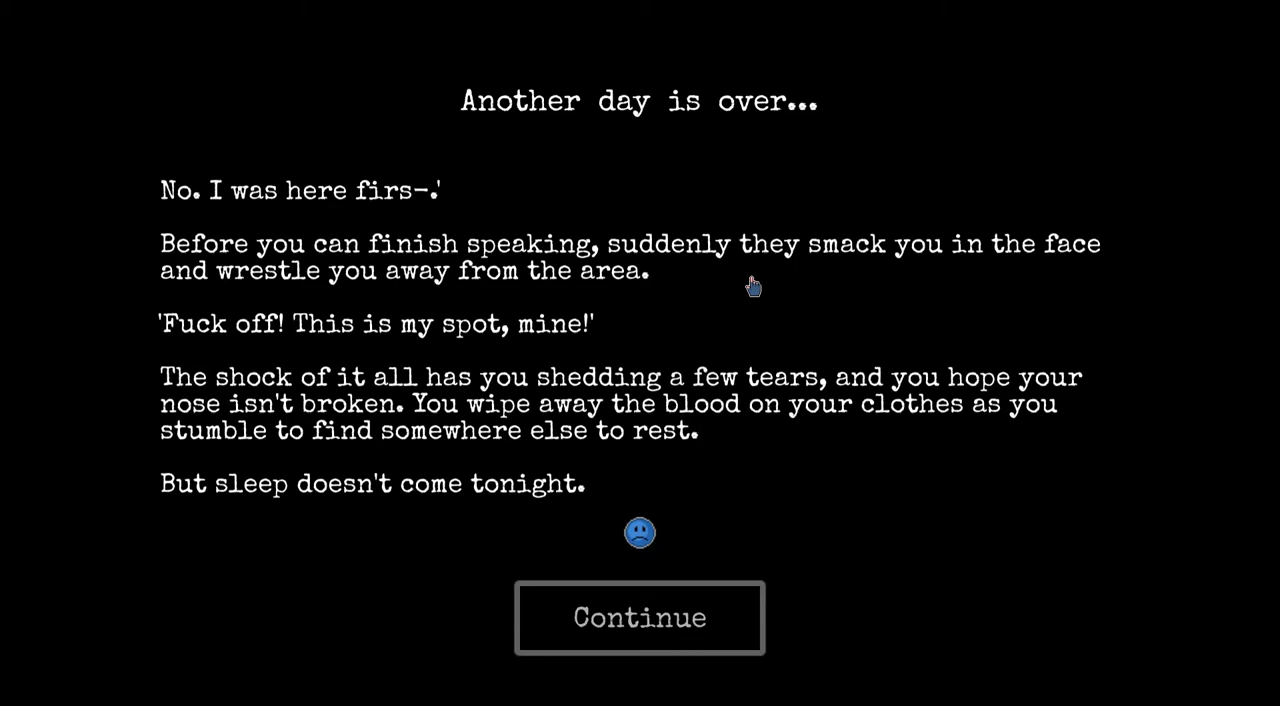 Another day is over...
No. I was here firs-.'
Before you can finish speaking, suddenly they smack you in the face
and wrestle you away from the area.
'Fuck off! This is my spot, mine!'
The shock of it all has you shedding a few tears, and you hope your
nose isn't broken. You wipe away the blood on your clothes as you
stumble to find somewhere else to rest.
But sleep doesn't come tonight.
Continue